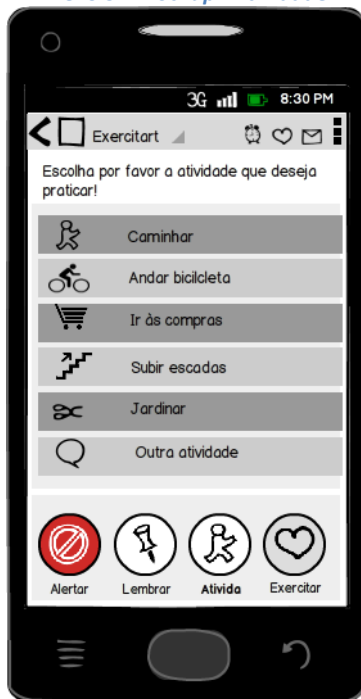 3G 8:30 PM
Exercitart
Escolha por favor a atividade que deseja
praticar!
Caminhar
Andar bicilcleta
Ir às compras
Subir escadas
Jardinar
Outra atividade
Alertar Lembrar Ativida Exercitar